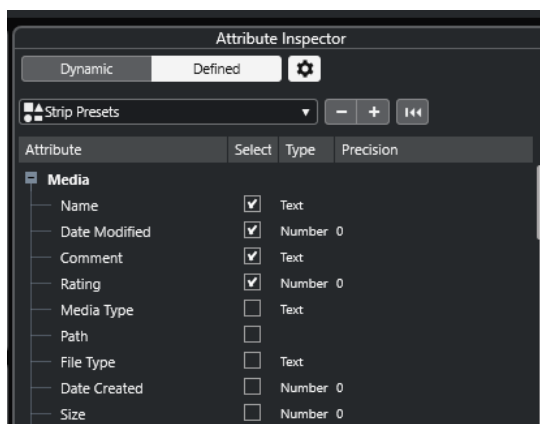 Attribute Inspector
Dynamic Defined
Strip Presets
Attribute Select Type Precision
Media
Name Text
Date Modified Number 0
Comment Text
Rating Number 0
Media Type Text
Path
File Type Text
Date Created Number 0
Size Number 0